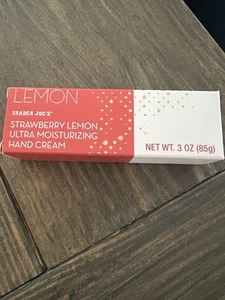 LEMON
TRADER JOE'S®
STRAWBERRY LEMON
ULTRA MOISTURIZING
HAND CREAM
NET WT. 3 OZ (85g)